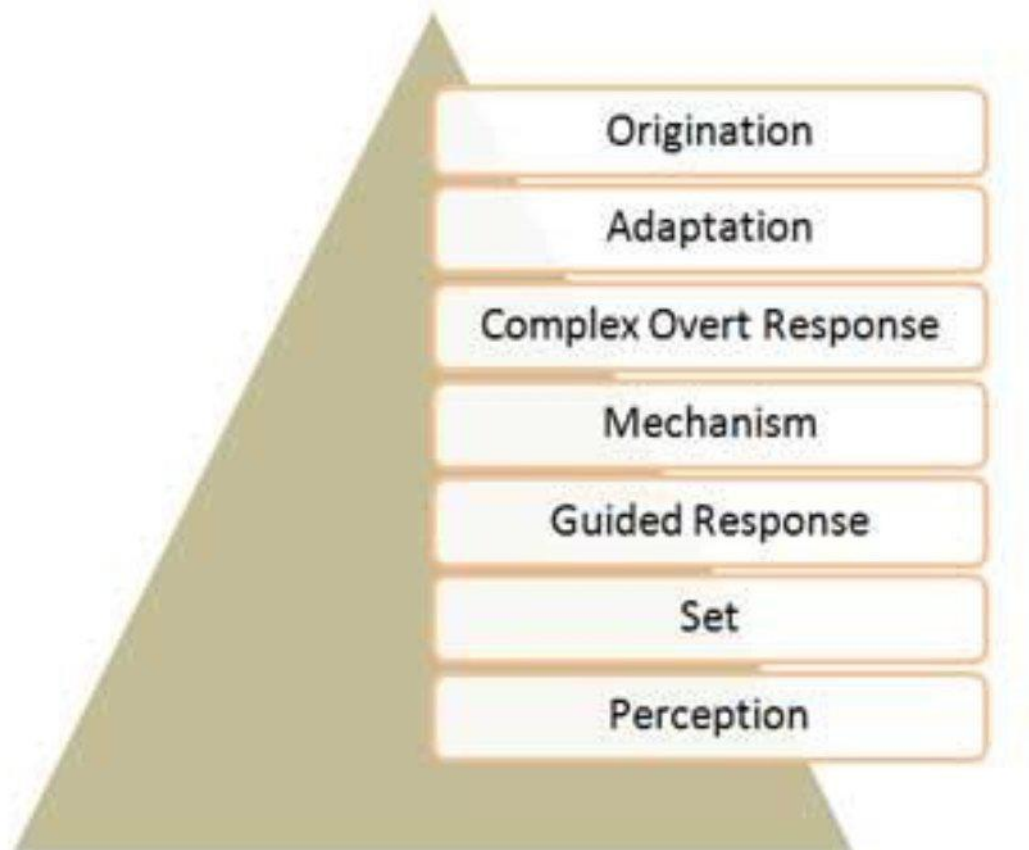 Origination
Adaptation
Complex Overt Response
Mechanism
Guided Response
Set
Perception